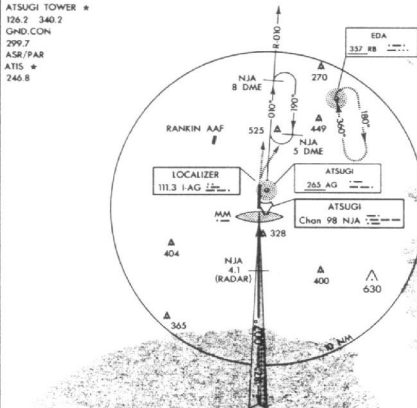 ATSUGI TOWER *
126.2 340.2
GND.CON
299.7
ASR/PAR
ATIS *
246.8
R-010
EDA
357 RB
NJA
8 DME
010°
190°
270
360°
180°
RANKIN AAF
525
449
NJA
5 DME
LOCALIZER
111.3 I-AG
ATSUGI
265 AG
ATSUGI
Chan 98 NJA
MM
328
404
NJA
4.1
(RADAR)
400
630
365
10 NM